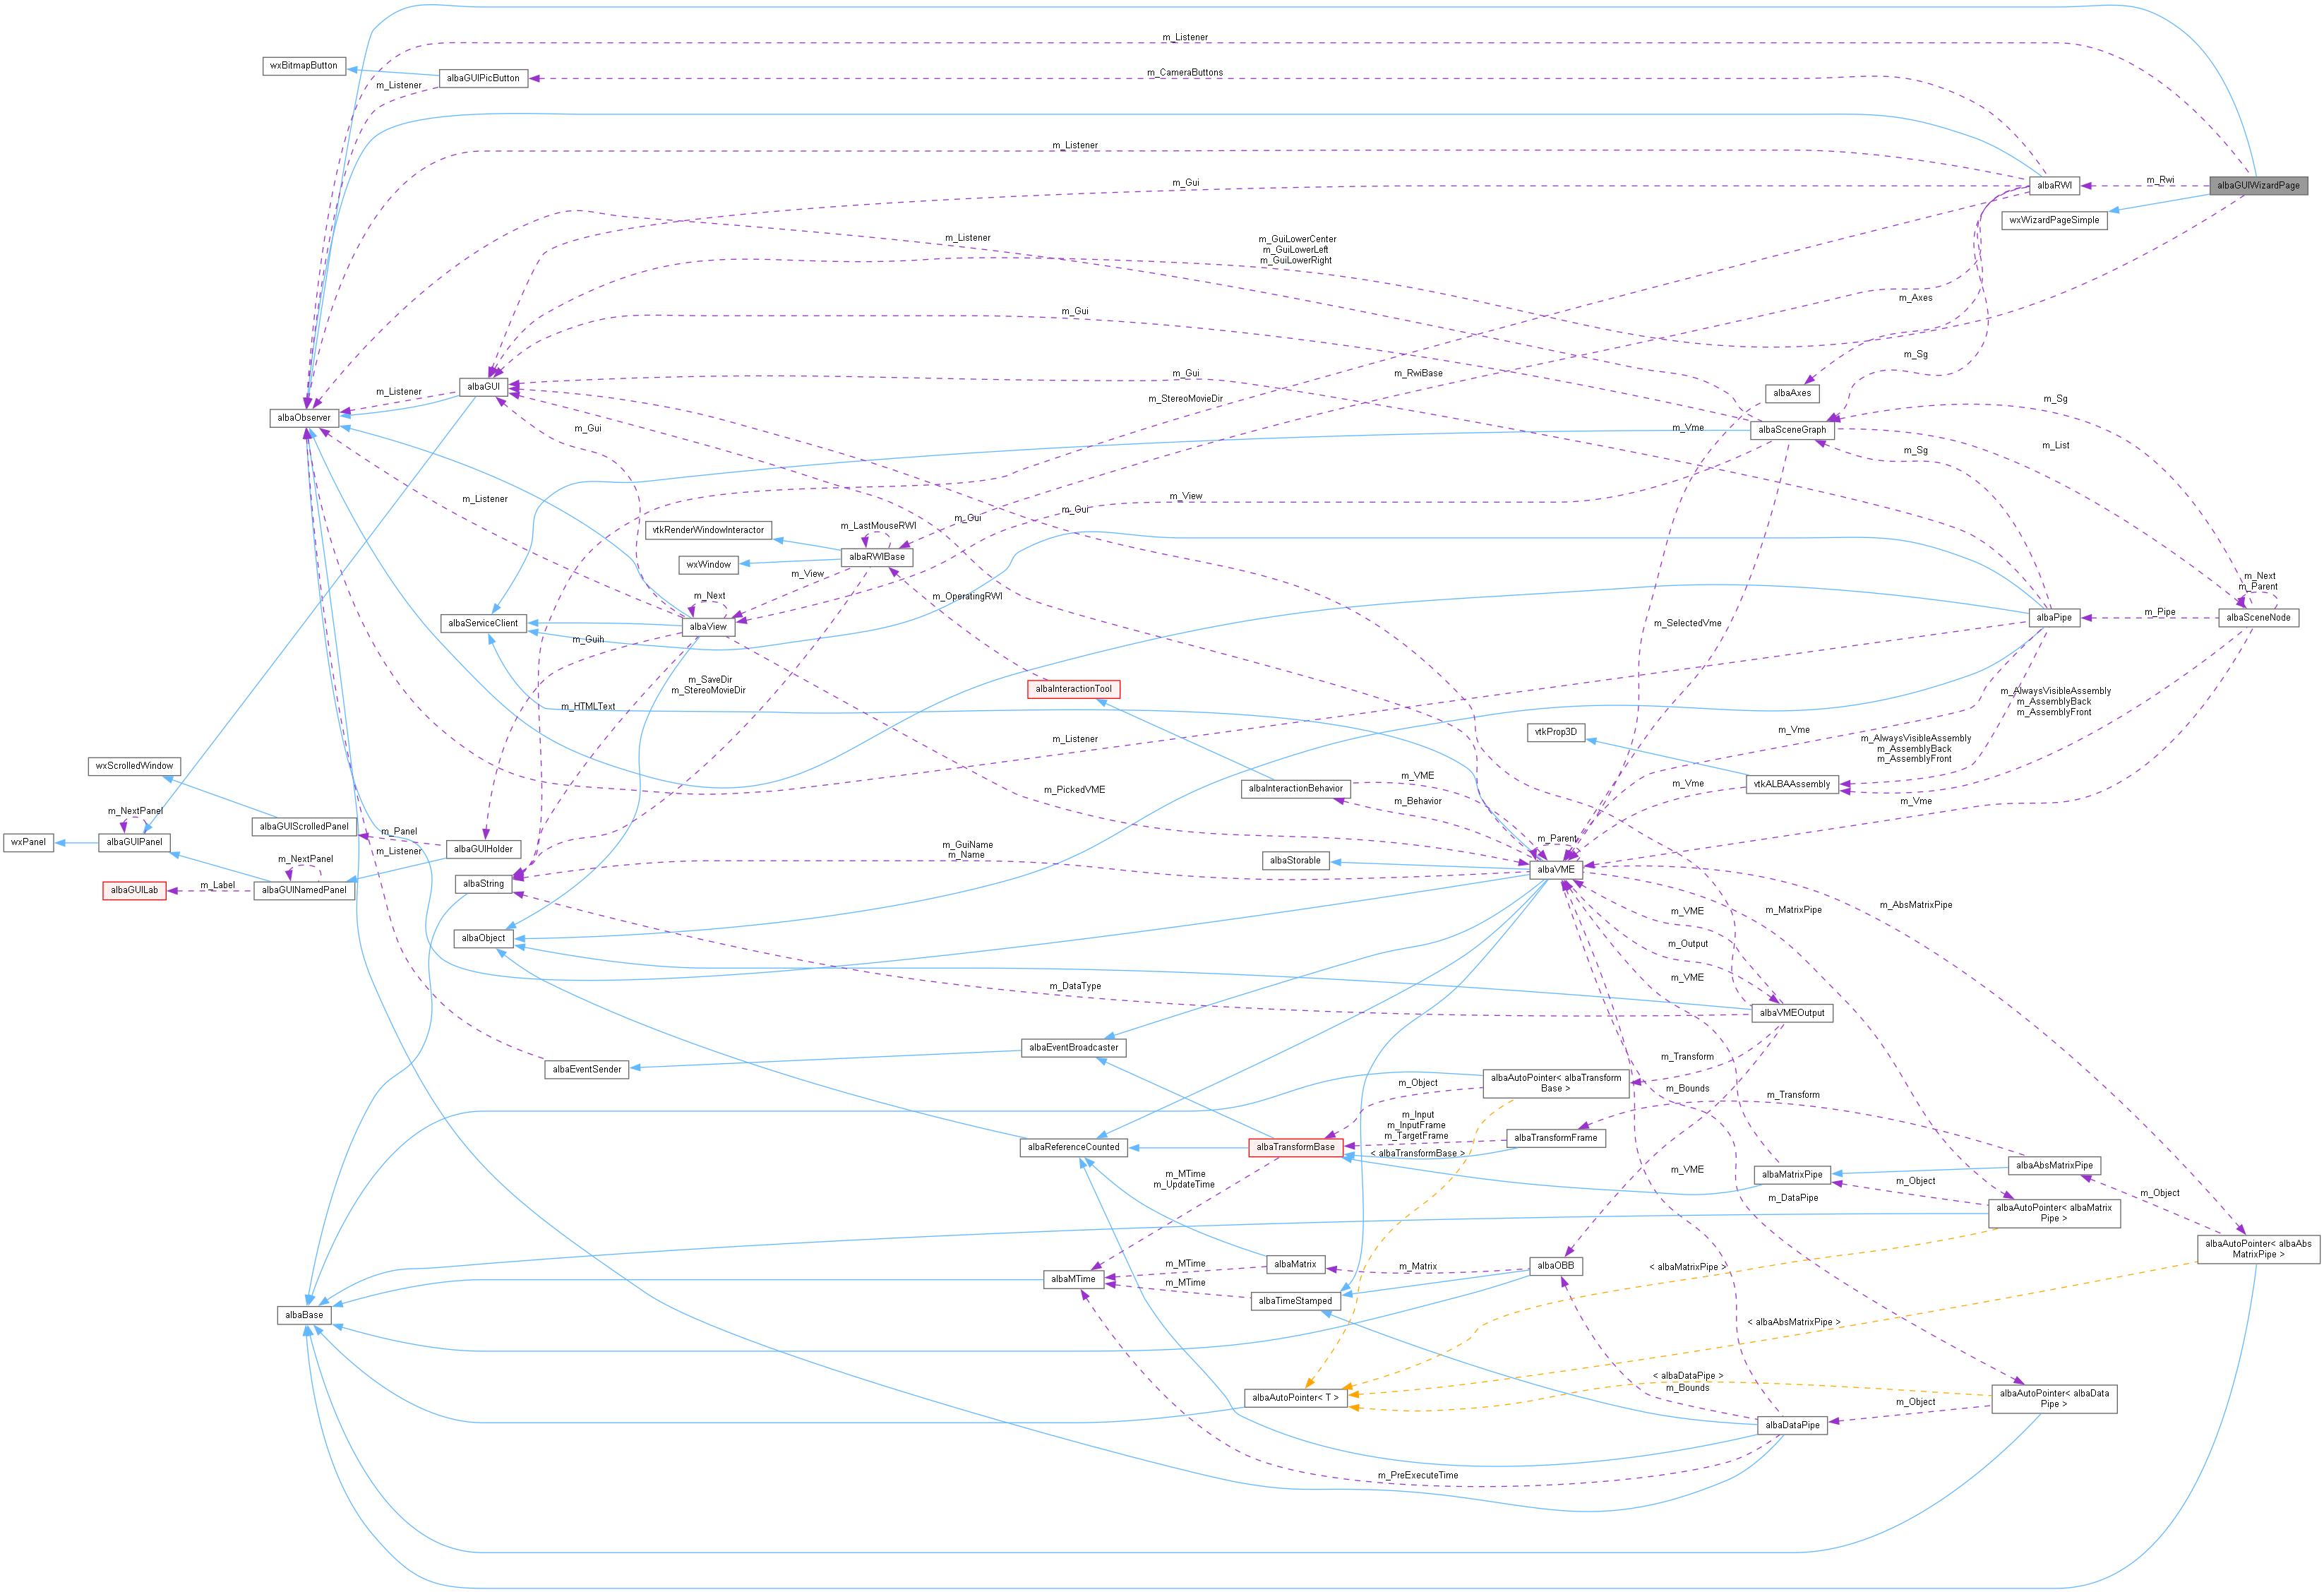 m_Listener
wxBitmapButton
albaGUIPicButton
m_CameraButtons
m_Listener
m_Listener
m_Gui
albaRWI
m_Rwi
albaGUIWizardPage
wxWizardPageSimple
m_Listener
m_GuiLowerCenter
m_GuiLowerLeft
m_GuiLowerRight
m_Axes
m_Gui
m_Sg
m_RwiBase
m_Gui
albaGUI
m_Listener
albaObserver
m_StereoMovieDir
albaAxes
m_Sg
m_Gui
m_Vme
albaSceneGraph
m_List
m_Sg
m_Listener
m_View
m_Gui
m_Gui
vtkRenderWindowInteractor
m_LastMouseRWI
albaRWIBase
wxWindow
m_View
m_Next
m_OperatingRWI
m_Next
m_Parent
albaServiceClient
albaView
m_SelectedVme
albaPipe
m_Pipe
albaSceneNode
m_Guih
m_SaveDir
m_StereoMovieDir
albaInteractionTool
m_AlwaysVisibleAssembly
m_AssemblyBack
m_AssemblyFront
m_HTMLText
m_Listener
vtkProp3D
m_Vme
m_AlwaysVisibleAssembly
m_AssemblyBack
m_AssemblyFront
wxScrolledWindow
m_PickedVME
albaInteractionBehavior
m_VME
m_Behavior
m_Vme
vtkALBAAssembly
m_Vme
m_NextPanel
albaGUIScrolledPanel
m_Panel
wxPanel
albaGUIPanel
m_Listener
albaGUIHolder
m_GuiName
m_Name
m_Parent
albaStorable
albaVME
m_NextPanel
albaGUILab
m_Label
albaGUINamedPanel
albaString
m_VME
m_MatrixPipe
m_AbsMatrixPipe
albaObject
m_Output
m_VME
m_DataType
albaVMEOutput
albaEventBroadcaster
albaEventSender
m_Transform
albaAutoPointer< albaTransform
Base >
m_Object
m_Bounds
m_Transform
m_Input
m_InputFrame
m_TargetFrame
albaTransformFrame
albaReferenceCounted
albaTransformBase
< albaTransformBase >
m_MTime
m_UpdateTime
m_VME
albaMatrixPipe
albaAbsMatrixPipe
m_Object
m_DataPipe
m_Object
albaAutoPointer< albaMatrix
Pipe >
albaAutoPointer< albaAbs
MatrixPipe >
albaMTime
m_MTime
albaMatrix
m_Matrix
albaOBB
< albaMatrixPipe >
m_MTime
albaTimeStamped
albaBase
< albaAbsMatrixPipe >
< albaDataPipe >
m_Bounds
albaAutoPointer< T >
albaAutoPointer< albaData
Pipe >
m_Object
albaDataPipe
m_PreExecuteTime